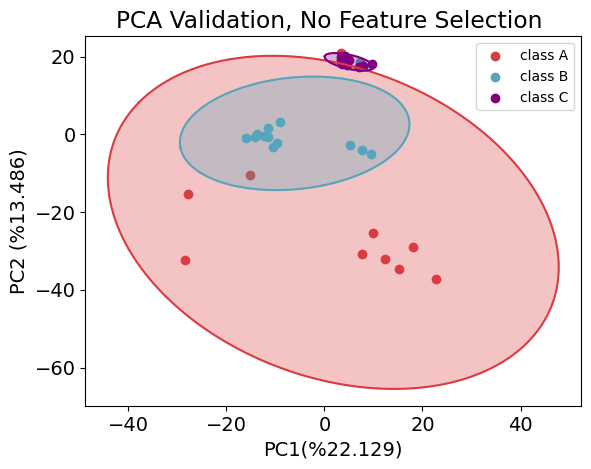 PCA Validation, No Feature Selection
class A
class B
class C
20
0
−20
−40
−60
PC2 (%13.486)
−40
−20
0
20
40
PC1(%22.129)